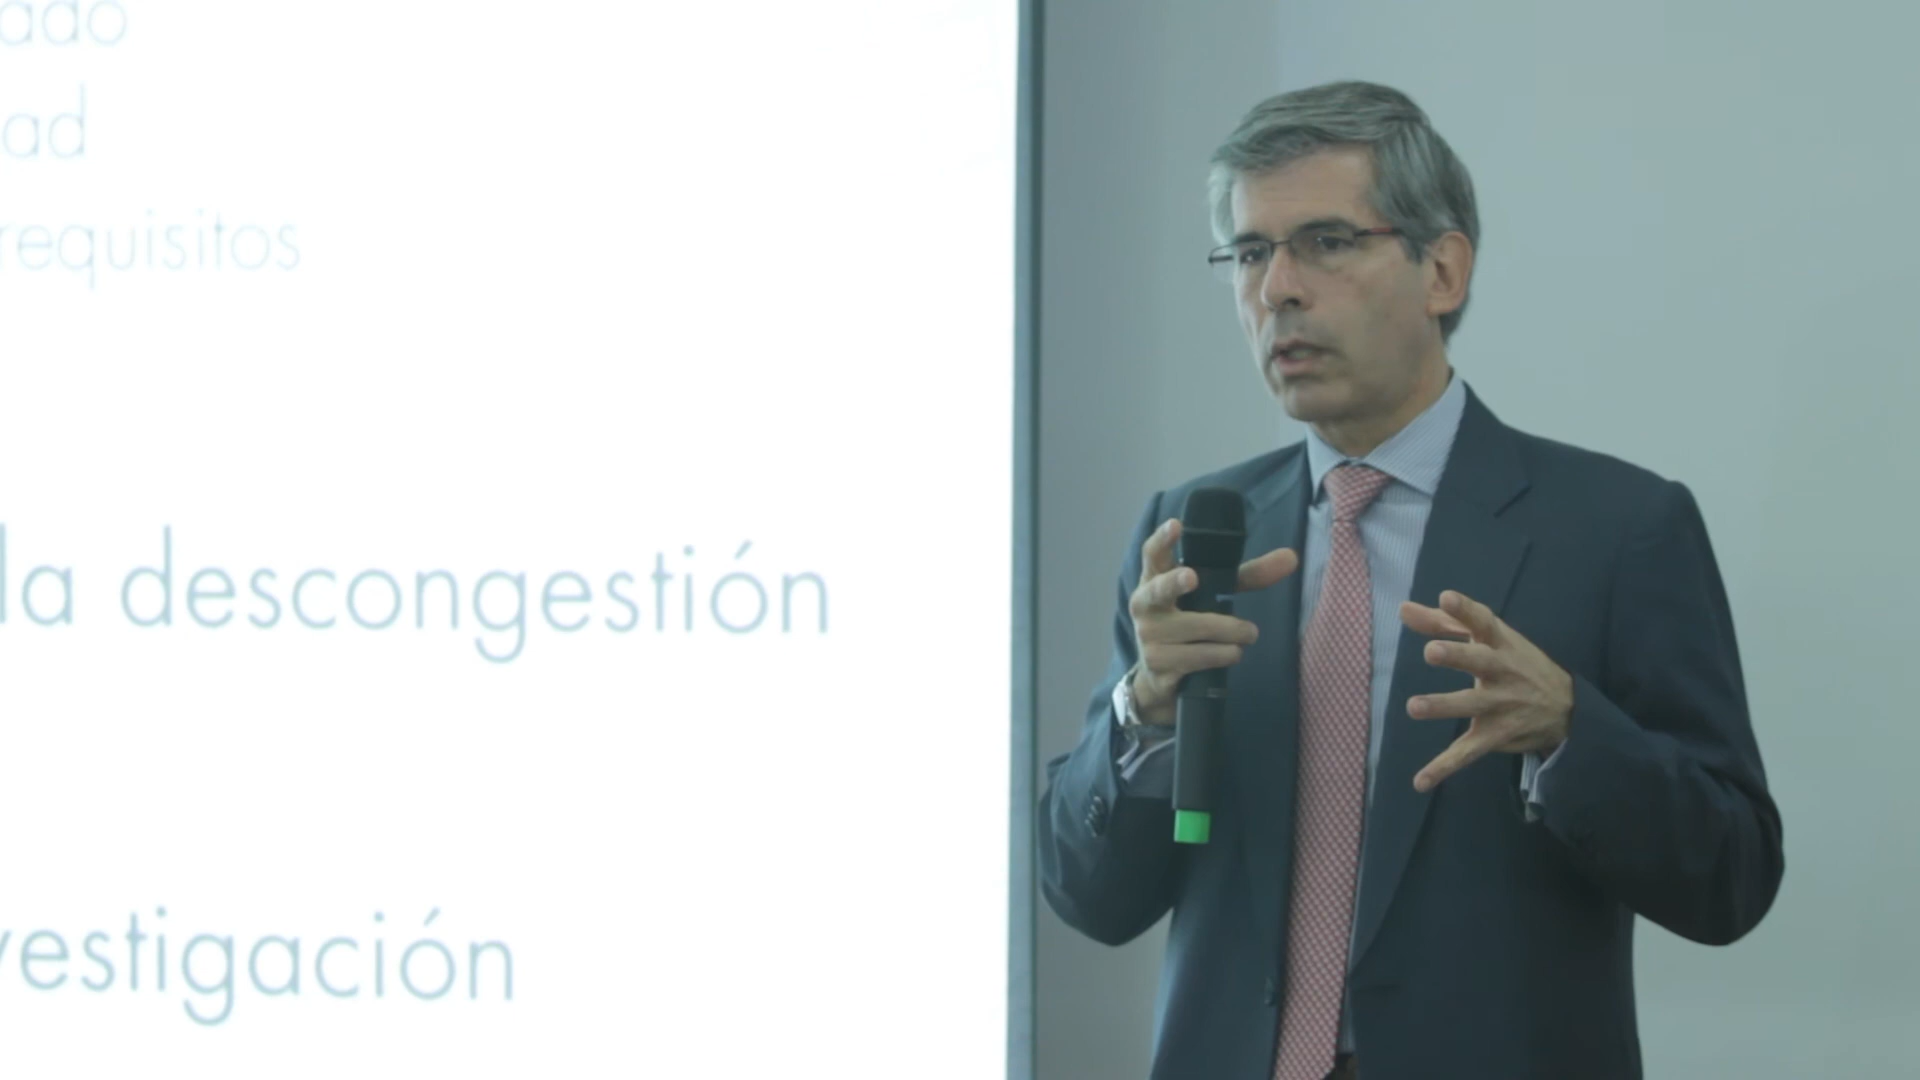 ado
ad
requisitos
la descongestión
vestigación